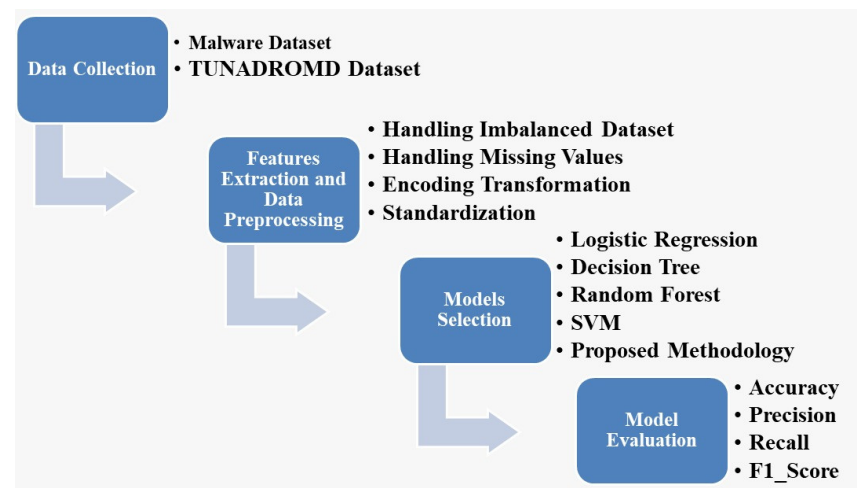 Data Collection
• Malware Dataset
• TUNADROMD Dataset
Features
Extraction and
Data
Preprocessing
• Handling Imbalanced Dataset
• Handling Missing Values
• Encoding Transformation
• Standardization
Models
Selection
• Logistic Regression
• Decision Tree
• Random Forest
• SVM
• Proposed Methodology
Model
Evaluation
• Accuracy
• Precision
• Recall
• F1_Score